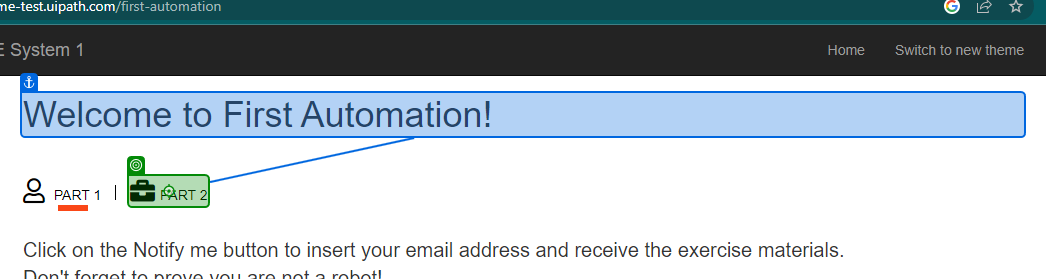 me-test.uipath.com/first-automation
E System 1 Home Switch to new theme
Welcome to First Automation!
PART 1 | PART 2
Click on the Notify me button to insert your email address and receive the exercise materials.
Don't forget to prove you are not a robot!